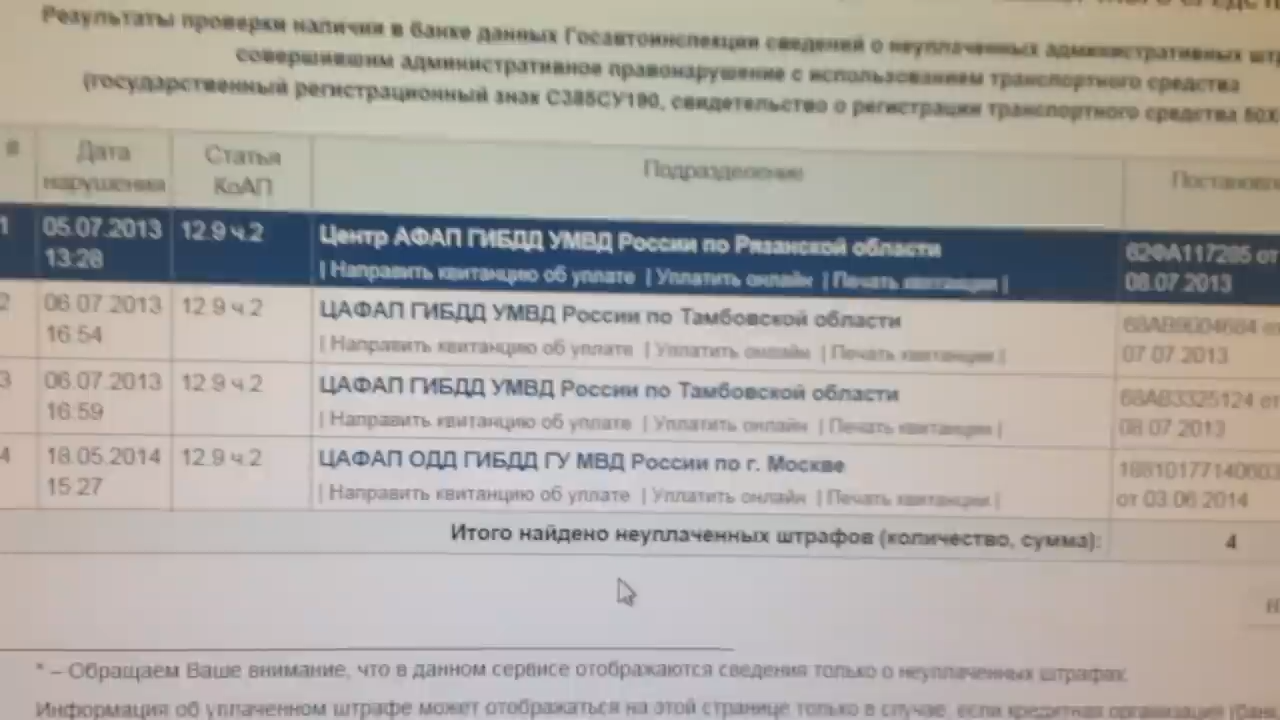 Результаты проверки наличия в банке данных Госавтоинспекции сведений о неуплаченных административных
совершившим административное правонарушение с использованием транспортного средства
(государственный регистрационный знак С385СУ190, свидетельство о регистрации транспортного средства
# Дата нарушения Статья КоАП Подразделение
1 05.07.2013 13:28 12.9 ч.2 Центр АФАП ГИБДД УМВД России по Рязанской области от 08.07.2013
| Направить квитанцию об уплате | Уплатить онлайн | Печать квитанции |
2 06.07.2013 16:54 12.9 ч.2 ЦАФАП ГИБДД УМВД России по Тамбовской области 07.07.2013
| Направить квитанцию об уплате | Уплатить онлайн | Печать квитанции |
3 06.07.2013 16:59 12.9 ч.2 ЦАФАП ГИБДД УМВД России по Тамбовской области 68АВ3325124 от 08.07.2013
| Направить квитанцию об уплате | Уплатить онлайн | Печать квитанции |
4 18.05.2014 15:27 12.9 ч.2 ЦАФАП ОДД ГИБДД ГУ МВД России по г. Москве от 03.06.2014
| Направить квитанцию об уплате | Уплатить онлайн | Печать квитанции |
Итого найдено неуплаченных штрафов (количество, сумма): 4
* – Обращаем Ваше внимание, что в данном сервисе отображаются сведения только о неуплаченных штрафах.
Информация об уплаченном штрафе может отображаться на этой странице только в случае, если кредитная организация